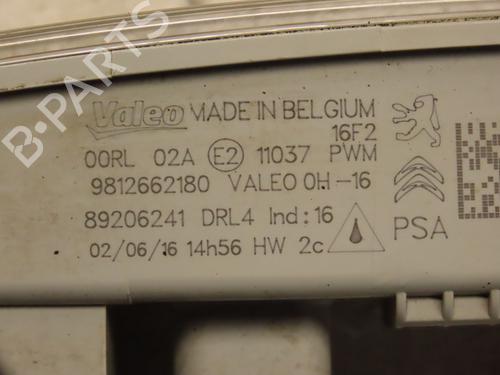 Valeo MADE IN BELGIUM
16F2
00RL 02A E2 11037 PWM
9812662180 VALEO 0H-16
89206241 DRL4 Ind:16
02/06/16 14h56 HW 2c
PSA
B-PARTS